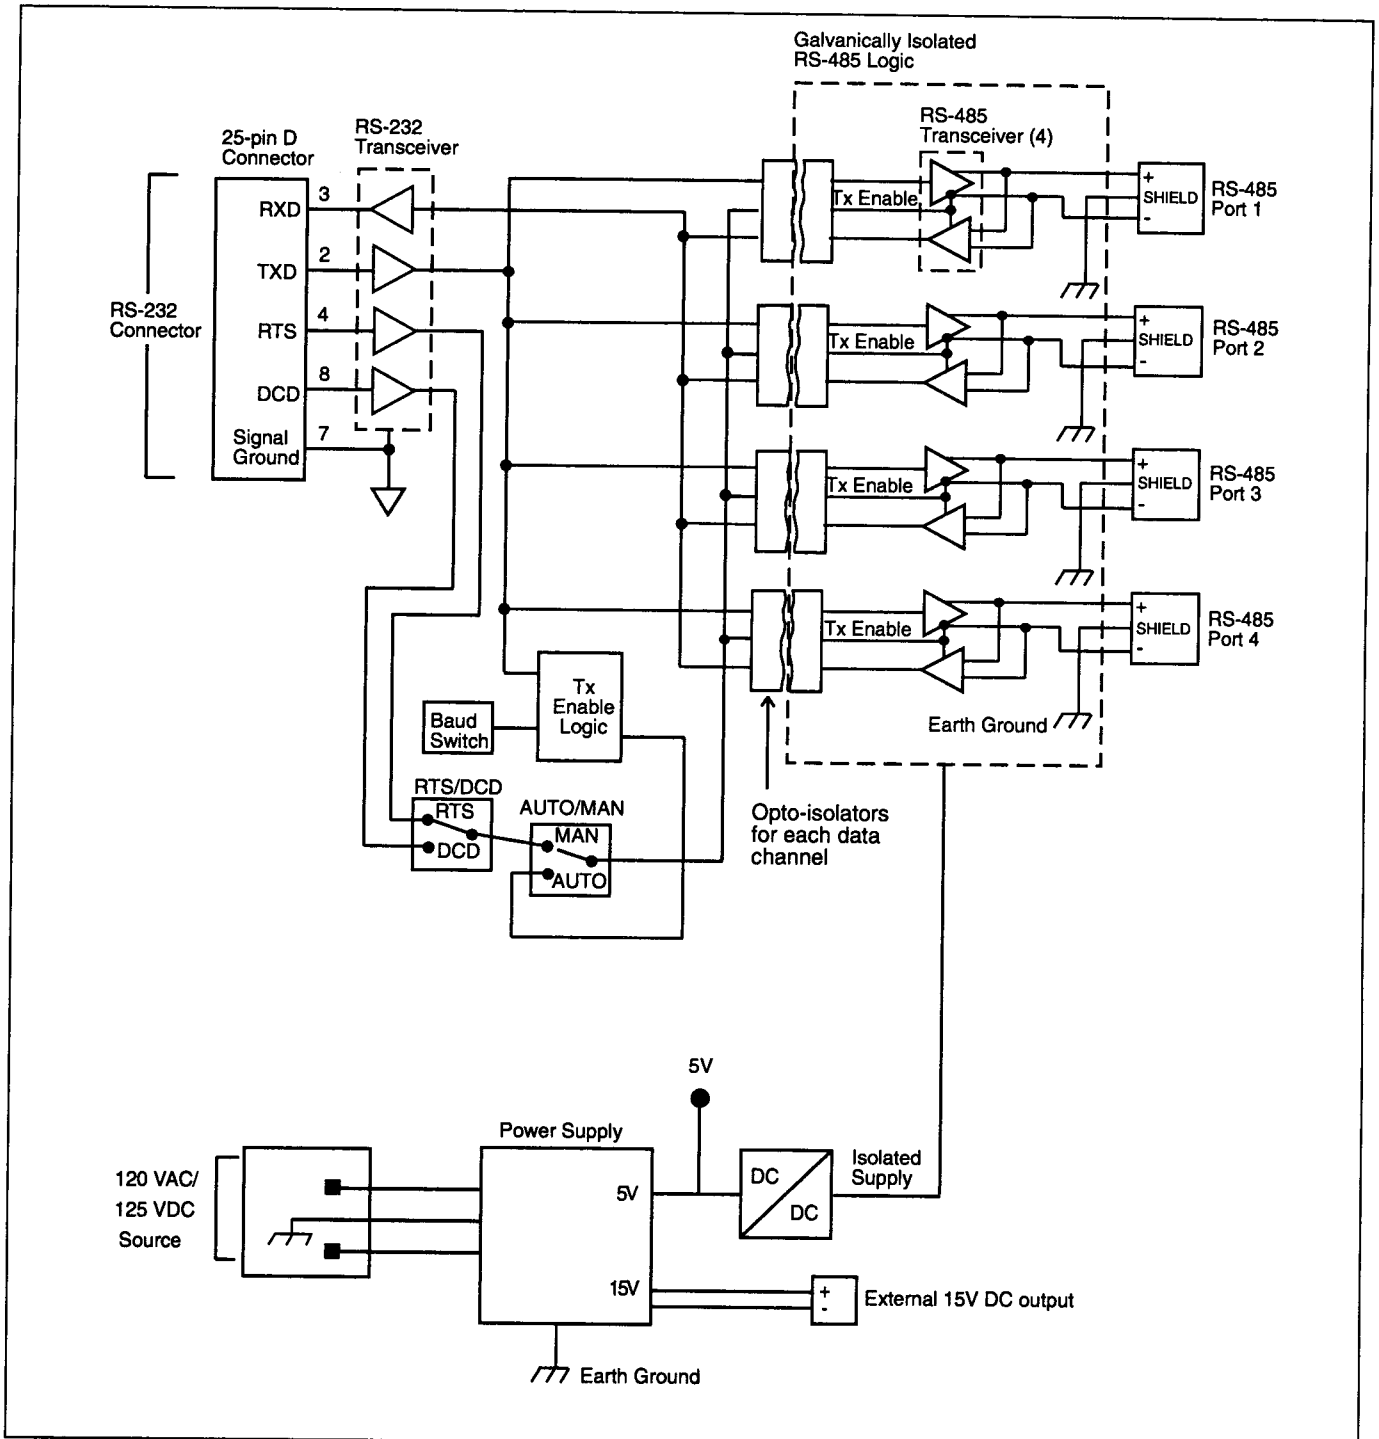 Galvanically Isolated
RS-485 Logic
RS-485
Transceiver (4)
25-pin D
Connector
RS-232
Transceiver
RS-232
Connector
RXD
3
TXD
2
RTS
4
DCD
8
Signal
Ground
7
Tx Enable
+
SHIELD
-
RS-485
Port 1
Tx Enable
+
SHIELD
-
RS-485
Port 2
Tx Enable
+
SHIELD
-
RS-485
Port 3
Tx Enable
+
SHIELD
-
RS-485
Port 4
Earth Ground
Tx
Enable
Logic
Baud
Switch
RTS/DCD
RTS
DCD
AUTO/MAN
MAN
AUTO
Opto-isolators
for each data
channel
5V
Power Supply
120 VAC/
125 VDC
Source
5V
15V
DC
DC
Isolated
Supply
+
-
External 15V DC output
Earth Ground